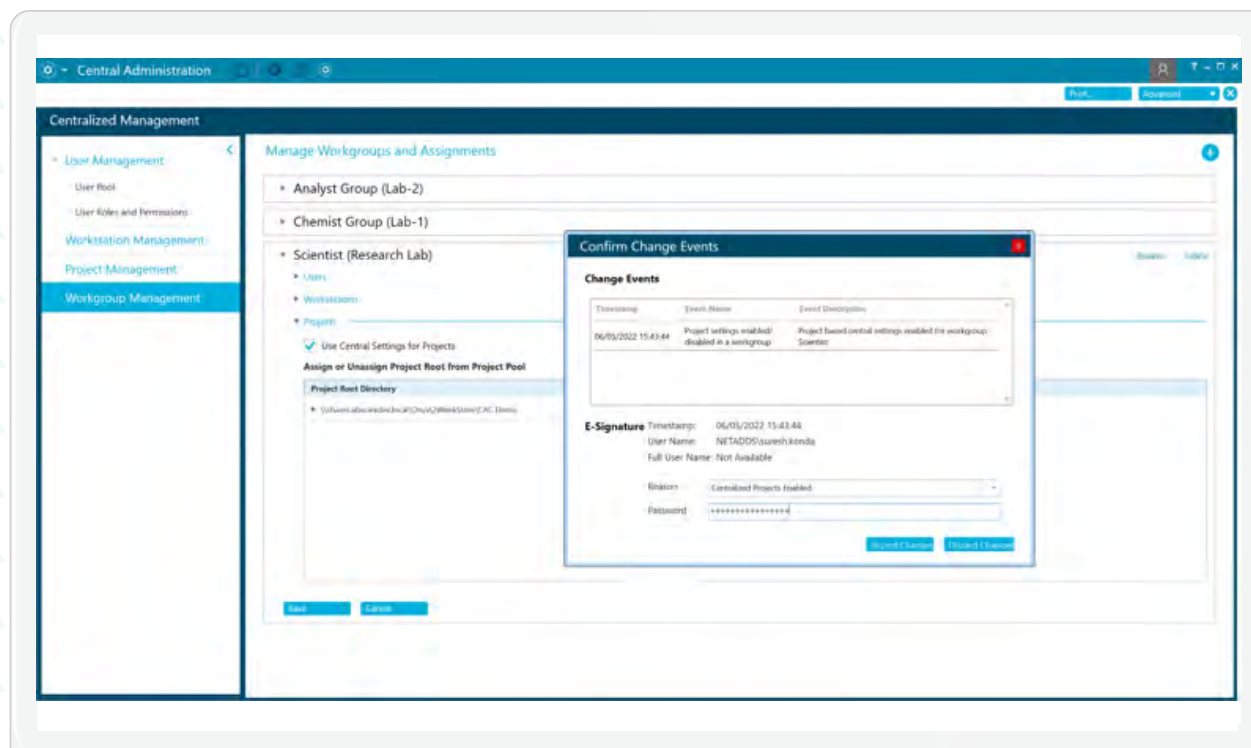 Central Administration
? – □ ×
Print...
Advanced
Centralized Management
User Management
User Pool
User Roles and Permissions
Workstation Management
Project Management
Workgroup Management
Manage Workgroups and Assignments
Analyst Group (Lab-2)
Chemist Group (Lab-1)
Scientist (Research Lab)
Rename Delete
Users
Workstations
Projects
Use Central Settings for Projects
Assign or Unassign Project Root from Project Pool
Project Root Directory
Save
Cancel
Confirm Change Events
Change Events
Timestamp Event Name Event Description
06/05/2022 15:43:44 Project settings enabled/ Project based central settings enabled for workgroup
disabled in a workgroup Scientist
E-Signature Timestamp: 06/05/2022 15:43:44
User Name: NETADDS\suresh.konda
Full User Name: Not Available
Reason Centralized Projects Enabled
Password
Discard Changes